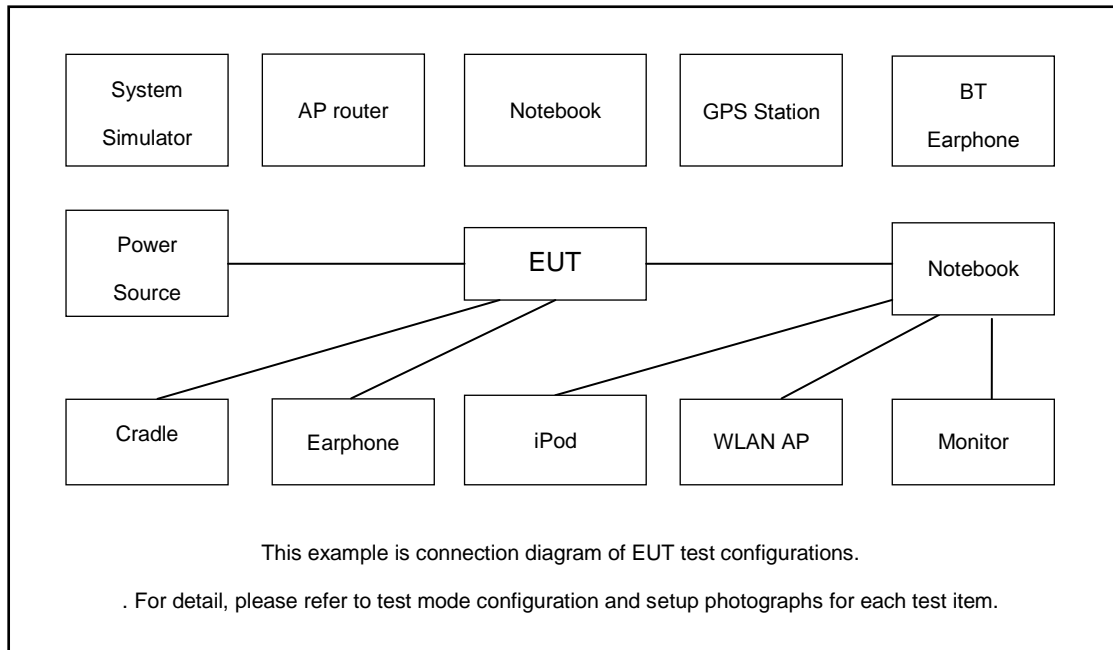 System
Simulator
AP router
Notebook
GPS Station
BT
Earphone
Power
Source
EUT
Notebook
Cradle
Earphone
iPod
WLAN AP
Monitor
This example is connection diagram of EUT test configurations.
. For detail, please refer to test mode configuration and setup photographs for each test item.